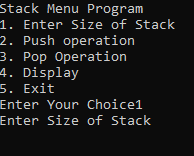 Stack Menu Program
1. Enter Size of Stack
2. Push operation
3. Pop Operation
4. Display
5. Exit
Enter Your Choice1
Enter Size of Stack